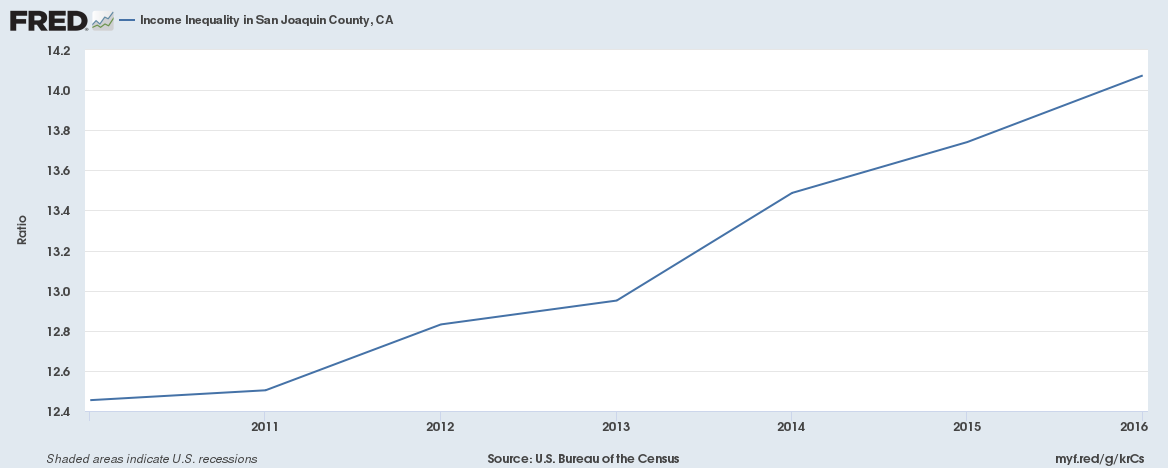 FRED
Income Inequality in San Joaquin County, CA
14.2
14.0
13.8
13.6
13.4
13.2
13.0
12.8
12.6
12.4
Ratio
2011 2012 2013 2014 2015 2016
Shaded areas indicate U.S. recessions
Source: U.S. Bureau of the Census
myf.red/g/krCs